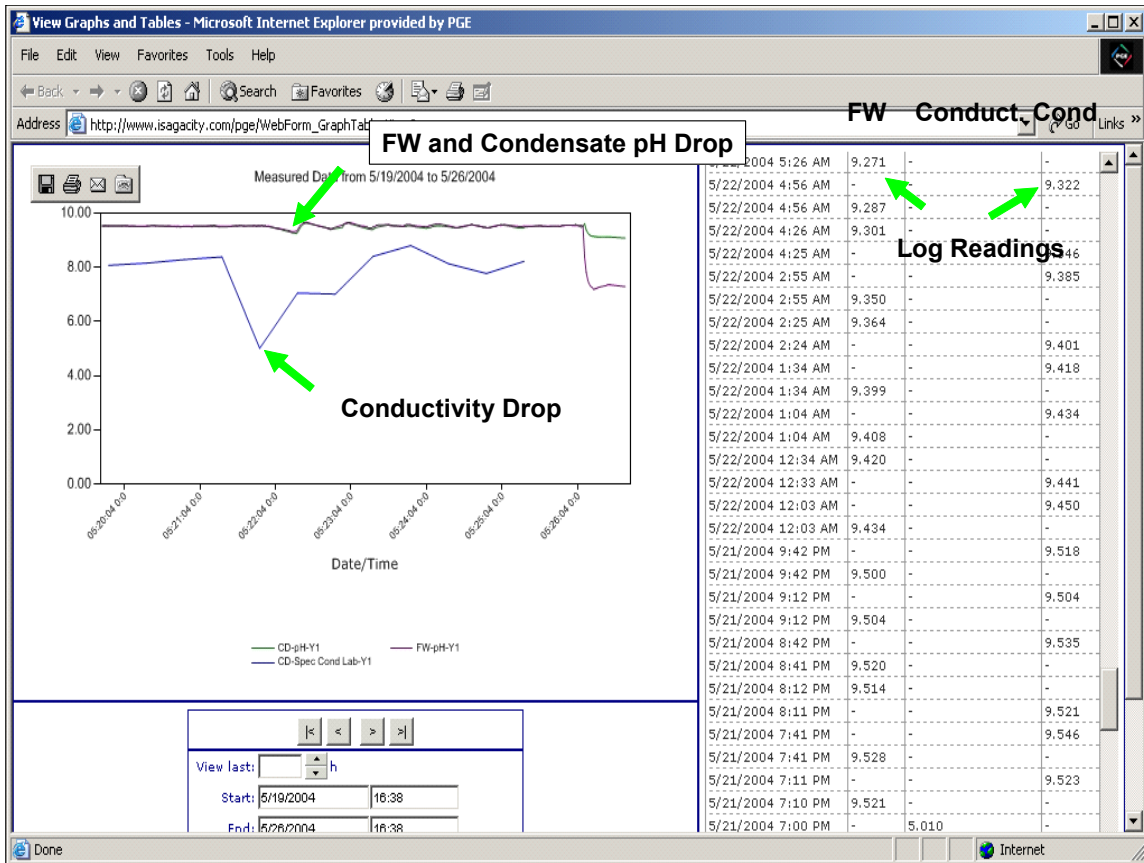 View Graphs and Tables - Microsoft Internet Explorer provided by PGE
File Edit View Favorites Tools Help
Back Search Favorites
Address http://www.isagacity.com/pge/WebForm_GraphTab Go Links »
FW Conduct. Cond
FW and Condensate pH Drop
Measured Data from 5/19/2004 to 5/26/2004
10.00
8.00
6.00
4.00
2.00
0.00
05:20:04 0:0
05:21:04 0:0
05:22:04 0:0
05:23:04 0:0
05:24:04 0:0
05:25:04 0:0
05:26:04 0:0
Date/Time
Conductivity Drop
CD-pH-Y1 FW-pH-Y1
CD-Spec Cond Lab-Y1
|< < > >|
View last: h
Start: 5/19/2004 16:38
End: 5/26/2004 16:38
5/22/2004 5:26 AM 9.271 - -
5/22/2004 4:56 AM - - 9.322
5/22/2004 4:56 AM 9.287 - -
5/22/2004 4:26 AM 9.301 - -
Log Readings
5/22/2004 4:25 AM -
5/22/2004 2:55 AM - - 9.385
5/22/2004 2:55 AM 9.350 - -
5/22/2004 2:25 AM 9.364 - -
5/22/2004 2:24 AM - - 9.401
5/22/2004 1:34 AM - - 9.418
5/22/2004 1:34 AM 9.399 - -
5/22/2004 1:04 AM - - 9.434
5/22/2004 1:04 AM 9.408 - -
5/22/2004 12:34 AM 9.420 - -
5/22/2004 12:33 AM - - 9.441
5/22/2004 12:03 AM - - 9.450
5/22/2004 12:03 AM 9.434 - -
5/21/2004 9:42 PM - - 9.518
5/21/2004 9:42 PM 9.500 - -
5/21/2004 9:12 PM - - 9.504
5/21/2004 9:12 PM 9.504 - -
5/21/2004 8:42 PM - - 9.535
5/21/2004 8:41 PM 9.520 - -
5/21/2004 8:12 PM 9.514 - -
5/21/2004 8:11 PM - - 9.521
5/21/2004 7:41 PM - - 9.546
5/21/2004 7:41 PM 9.528 - -
5/21/2004 7:11 PM - - 9.523
5/21/2004 7:10 PM 9.521 - -
5/21/2004 7:00 PM - 5.010 -
Done Internet